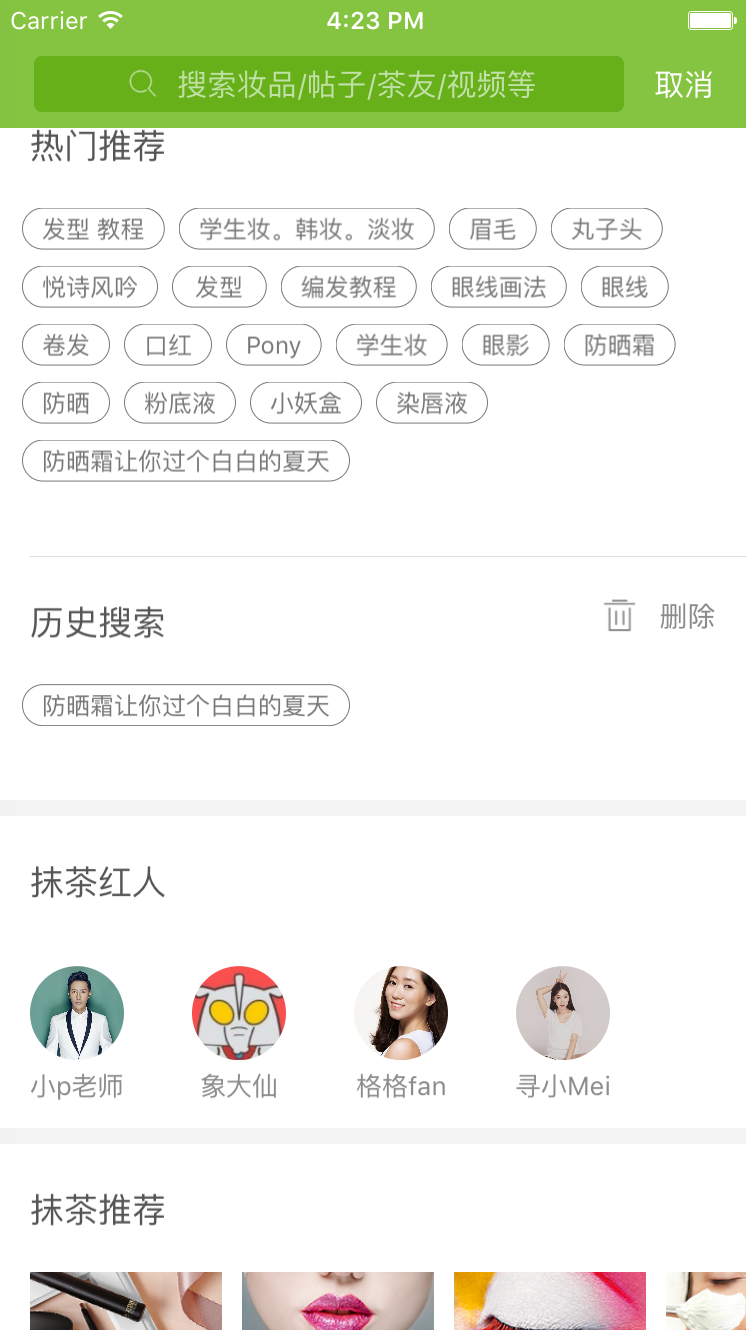 Carrier 4:23 PM
搜索妆品/帖子/茶友/视频等 取消
热门推荐
发型 教程 学生妆。韩妆。淡妆 眉毛 丸子头
悦诗风吟 发型 编发教程 眼线画法 眼线
卷发 口红 Pony 学生妆 眼影 防晒霜
防晒 粉底液 小妖盒 染唇液
防晒霜让你过个白白的夏天
历史搜索 删除
防晒霜让你过个白白的夏天
抹茶红人
小p老师 象大仙 格格fan 寻小Mei
抹茶推荐